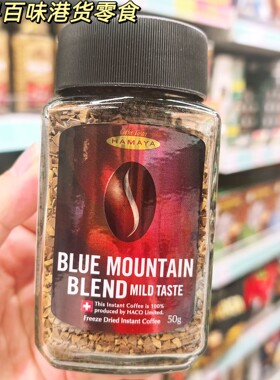 百味港货零食
HAMAYA
BLUE MOUNTAIN
BLEND MILD TASTE
This Instant Coffee is 100%
produced by HACO Limited.
Freeze Dried Instant Coffee 50g